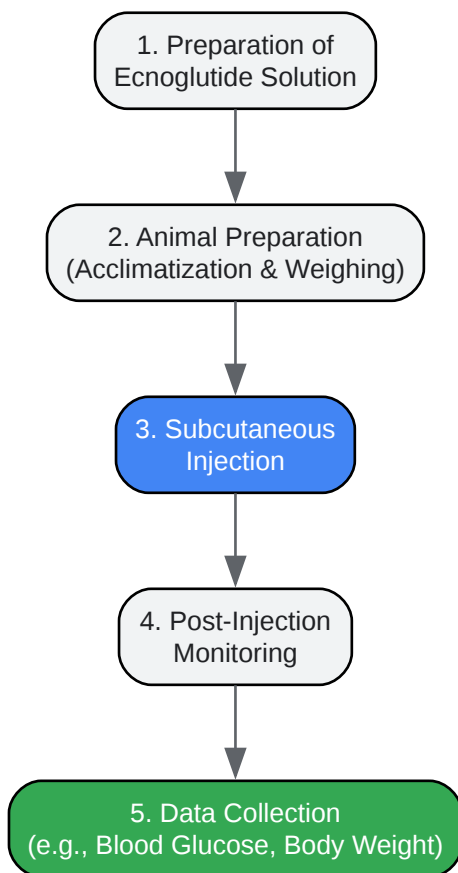 1. Preparation of
Ecnoglutide Solution
2. Animal Preparation
(Acclimatization & Weighing)
3. Subcutaneous
Injection
4. Post-Injection
Monitoring
5. Data Collection
(e.g., Blood Glucose, Body Weight)